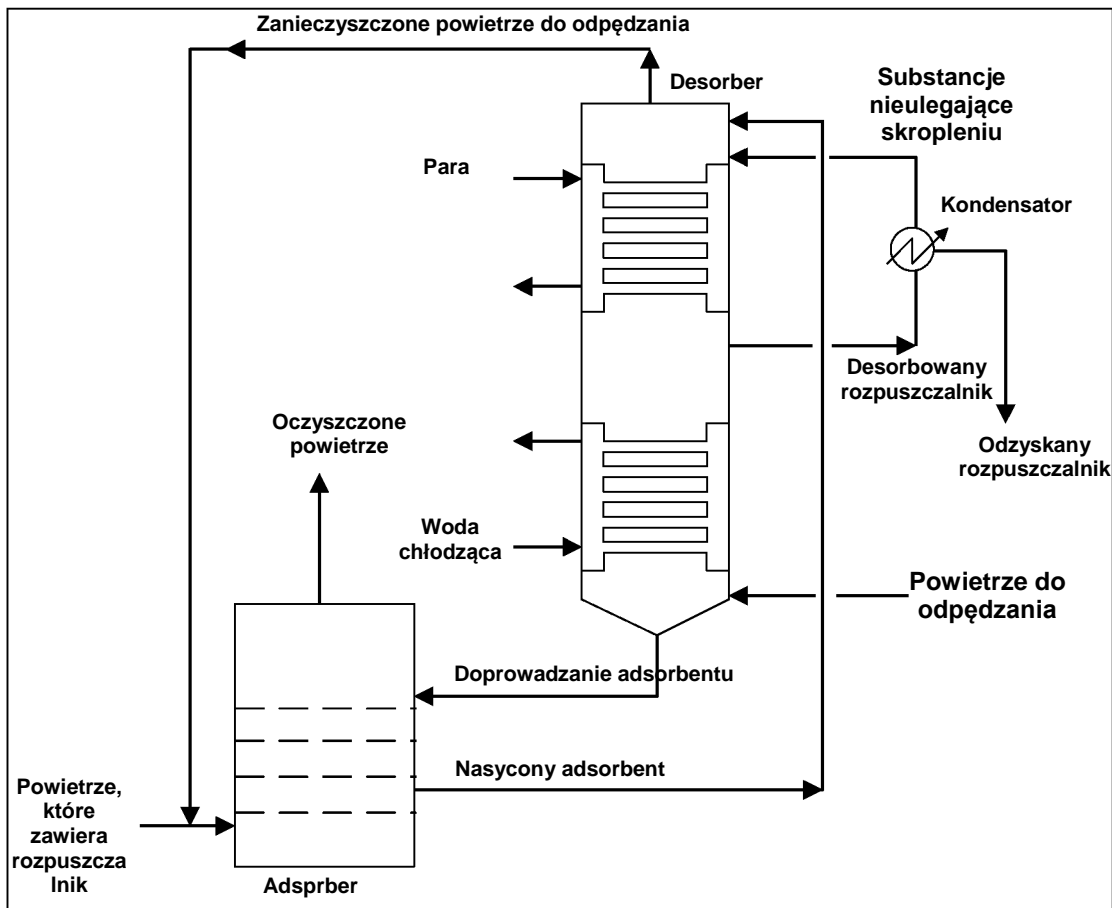 Zanieczyszczone powietrze do odpędzania
Desorber
Substancje
nieulegające
skropleniu
Para
Kondensator
Desorbowany
rozpuszczalnik
Oczyszczone
powietrze
Odzyskany
rozpuszczalnik
Woda
chłodząca
Powietrze do
odpędzania
Doprowadzanie adsorbentu
Nasycony adsorbent
Powietrze,
które
zawiera
rozpuszcza
lnik
Adsprber